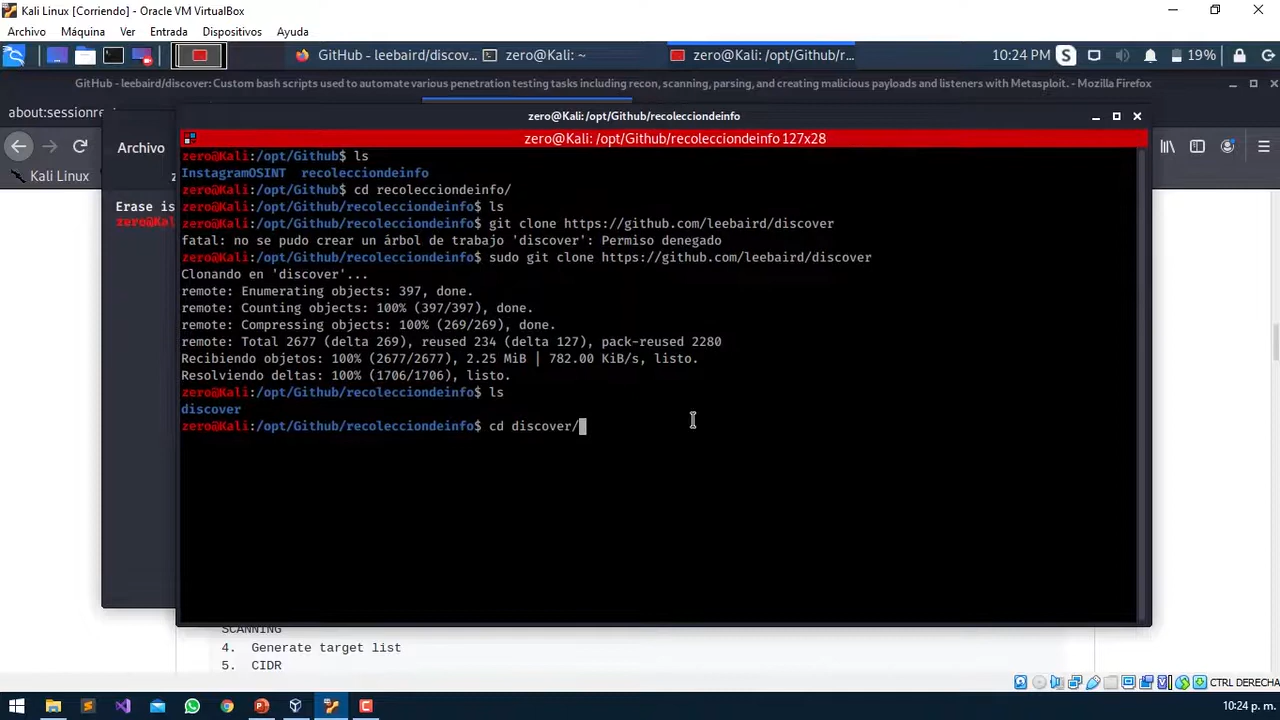 Kali Linux [Corriendo] - Oracle VM VirtualBox
Archivo Máquina Ver Entrada Dispositivos Ayuda
GitHub - leebaird/discov... zero@Kali: ~ zero@Kali: /opt/Github/r... 10:24 PM S 19%
GitHub - leebaird/discover: Custom bash scripts used to automate various penetration testing tasks including recon, scanning, parsing, and creating malicious payloads and listeners with Metasploit. - Mozilla Firefox
about:sessionre
zero@Kali: /opt/Github/recolecciondeinfo
zero@Kali: /opt/Github/recolecciondeinfo 127x28
Archivo
Kali Linux
Erase is
zero@Kal
zero@Kali:/opt/Github$ ls
InstagramOSINT recolecciondeinfo
zero@Kali:/opt/Github$ cd recolecciondeinfo/
zero@Kali:/opt/Github/recolecciondeinfo$ ls
zero@Kali:/opt/Github/recolecciondeinfo$ git clone https://github.com/leebaird/discover
fatal: no se pudo crear un árbol de trabajo 'discover': Permiso denegado
zero@Kali:/opt/Github/recolecciondeinfo$ sudo git clone https://github.com/leebaird/discover
Clonando en 'discover'...
remote: Enumerating objects: 397, done.
remote: Counting objects: 100% (397/397), done.
remote: Compressing objects: 100% (269/269), done.
remote: Total 2677 (delta 269), reused 234 (delta 127), pack-reused 2280
Recibiendo objetos: 100% (2677/2677), 2.25 MiB | 782.00 KiB/s, listo.
Resolviendo deltas: 100% (1706/1706), listo.
zero@Kali:/opt/Github/recolecciondeinfo$ ls
discover
zero@Kali:/opt/Github/recolecciondeinfo$ cd discover/
SCANNING
4. Generate target list
5. CIDR
CTRL DERECHA
10:24 p. m.